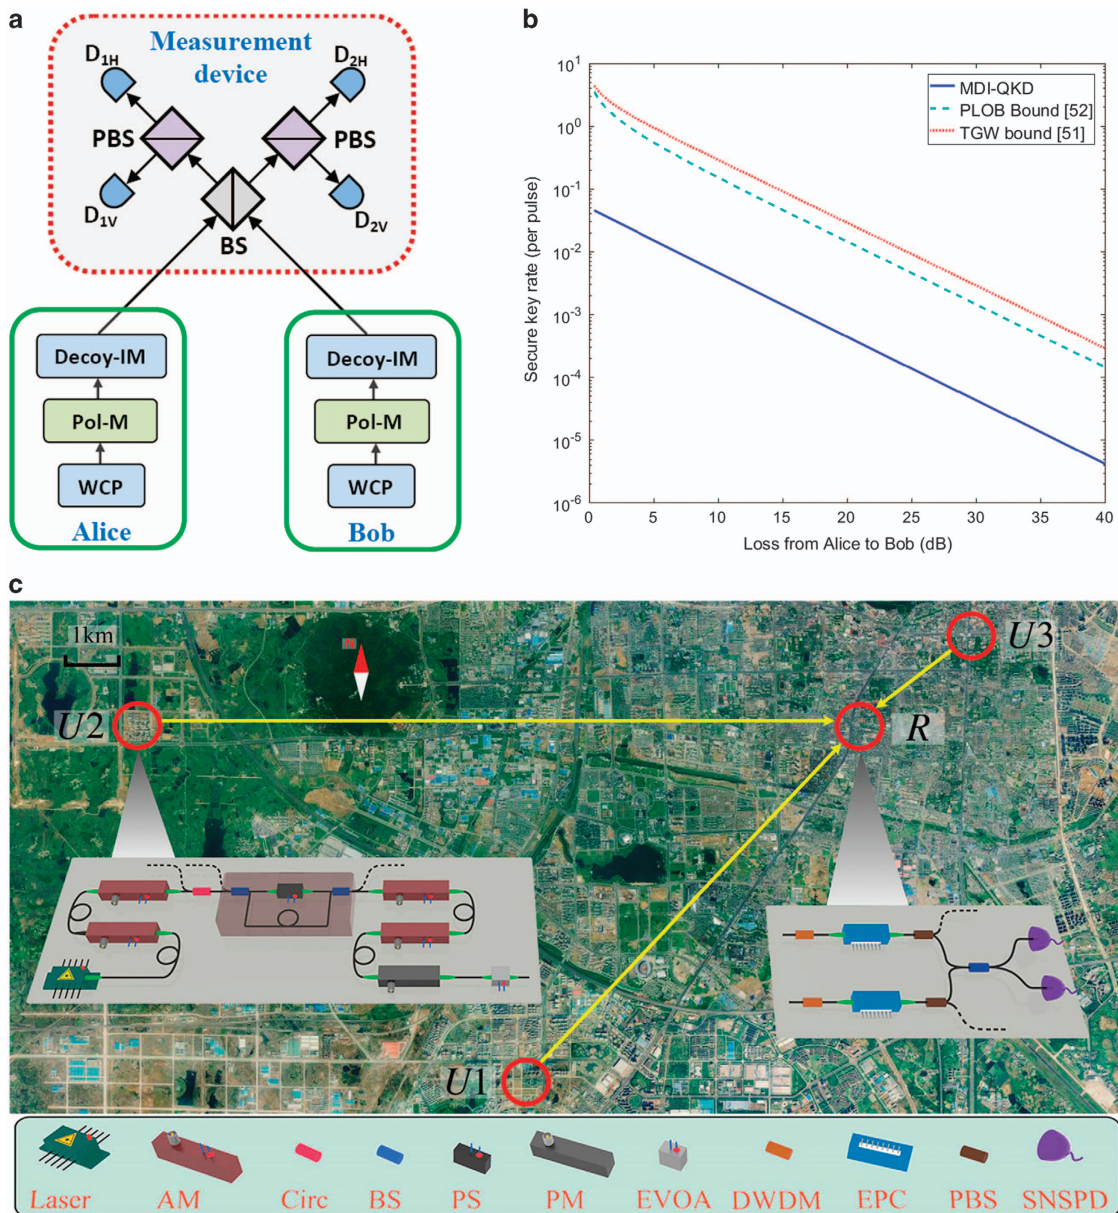 a
Measurement
device
D1H
D2H
PBS
PBS
D1V
D2V
BS
Decoy-IM
Pol-M
WCP
Alice
Decoy-IM
Pol-M
WCP
Bob
b
Secure key rate (per pulse)
10^1
10^0
10^-1
10^-2
10^-3
10^-4
10^-5
10^-6
MDI-QKD
PLOB Bound [52]
TGW bound [51]
0 5 10 15 20 25 30 35 40
Loss from Alice to Bob (dB)
c
1km
U3
U2
R
U1
Laser AM Circ BS PS PM EVOA DWDM EPC PBS SNSPD